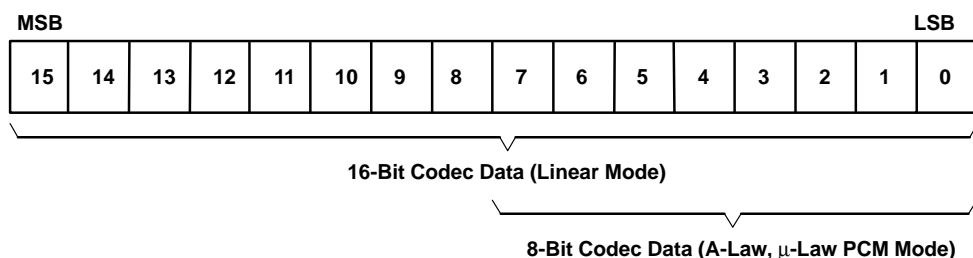 MSB LSB
15 14 13 12 11 10 9 8 7 6 5 4 3 2 1 0
16-Bit Codec Data (Linear Mode)
8-Bit Codec Data (A-Law, μ-Law PCM Mode)